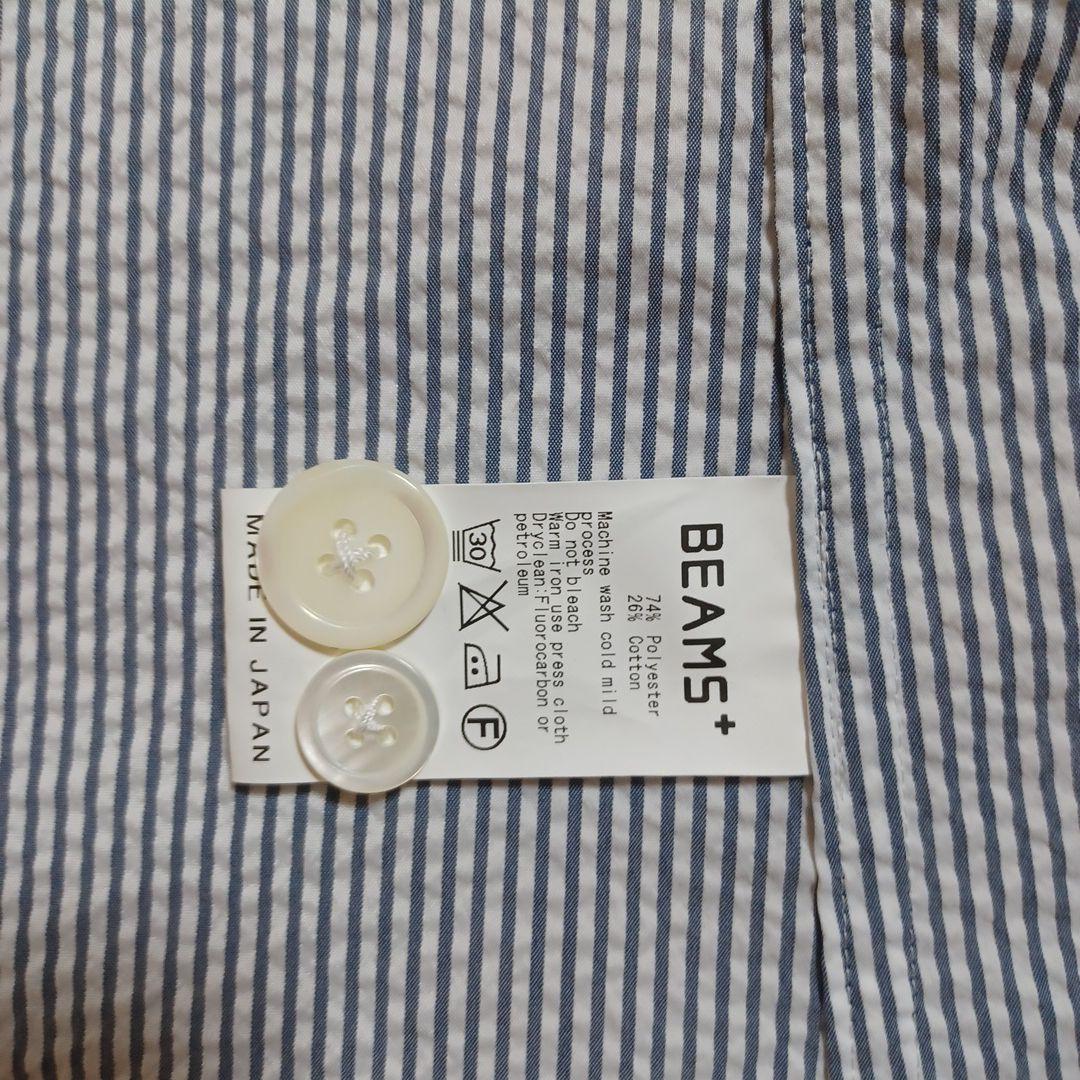 BEAMS+
74% Polyester
26% Cotton
Machine wash cold mild
process
Do not bleach
Warm iron use press cloth
Dryclean:Fluorocarbon or
petroleum
30
F
MADE IN JAPAN